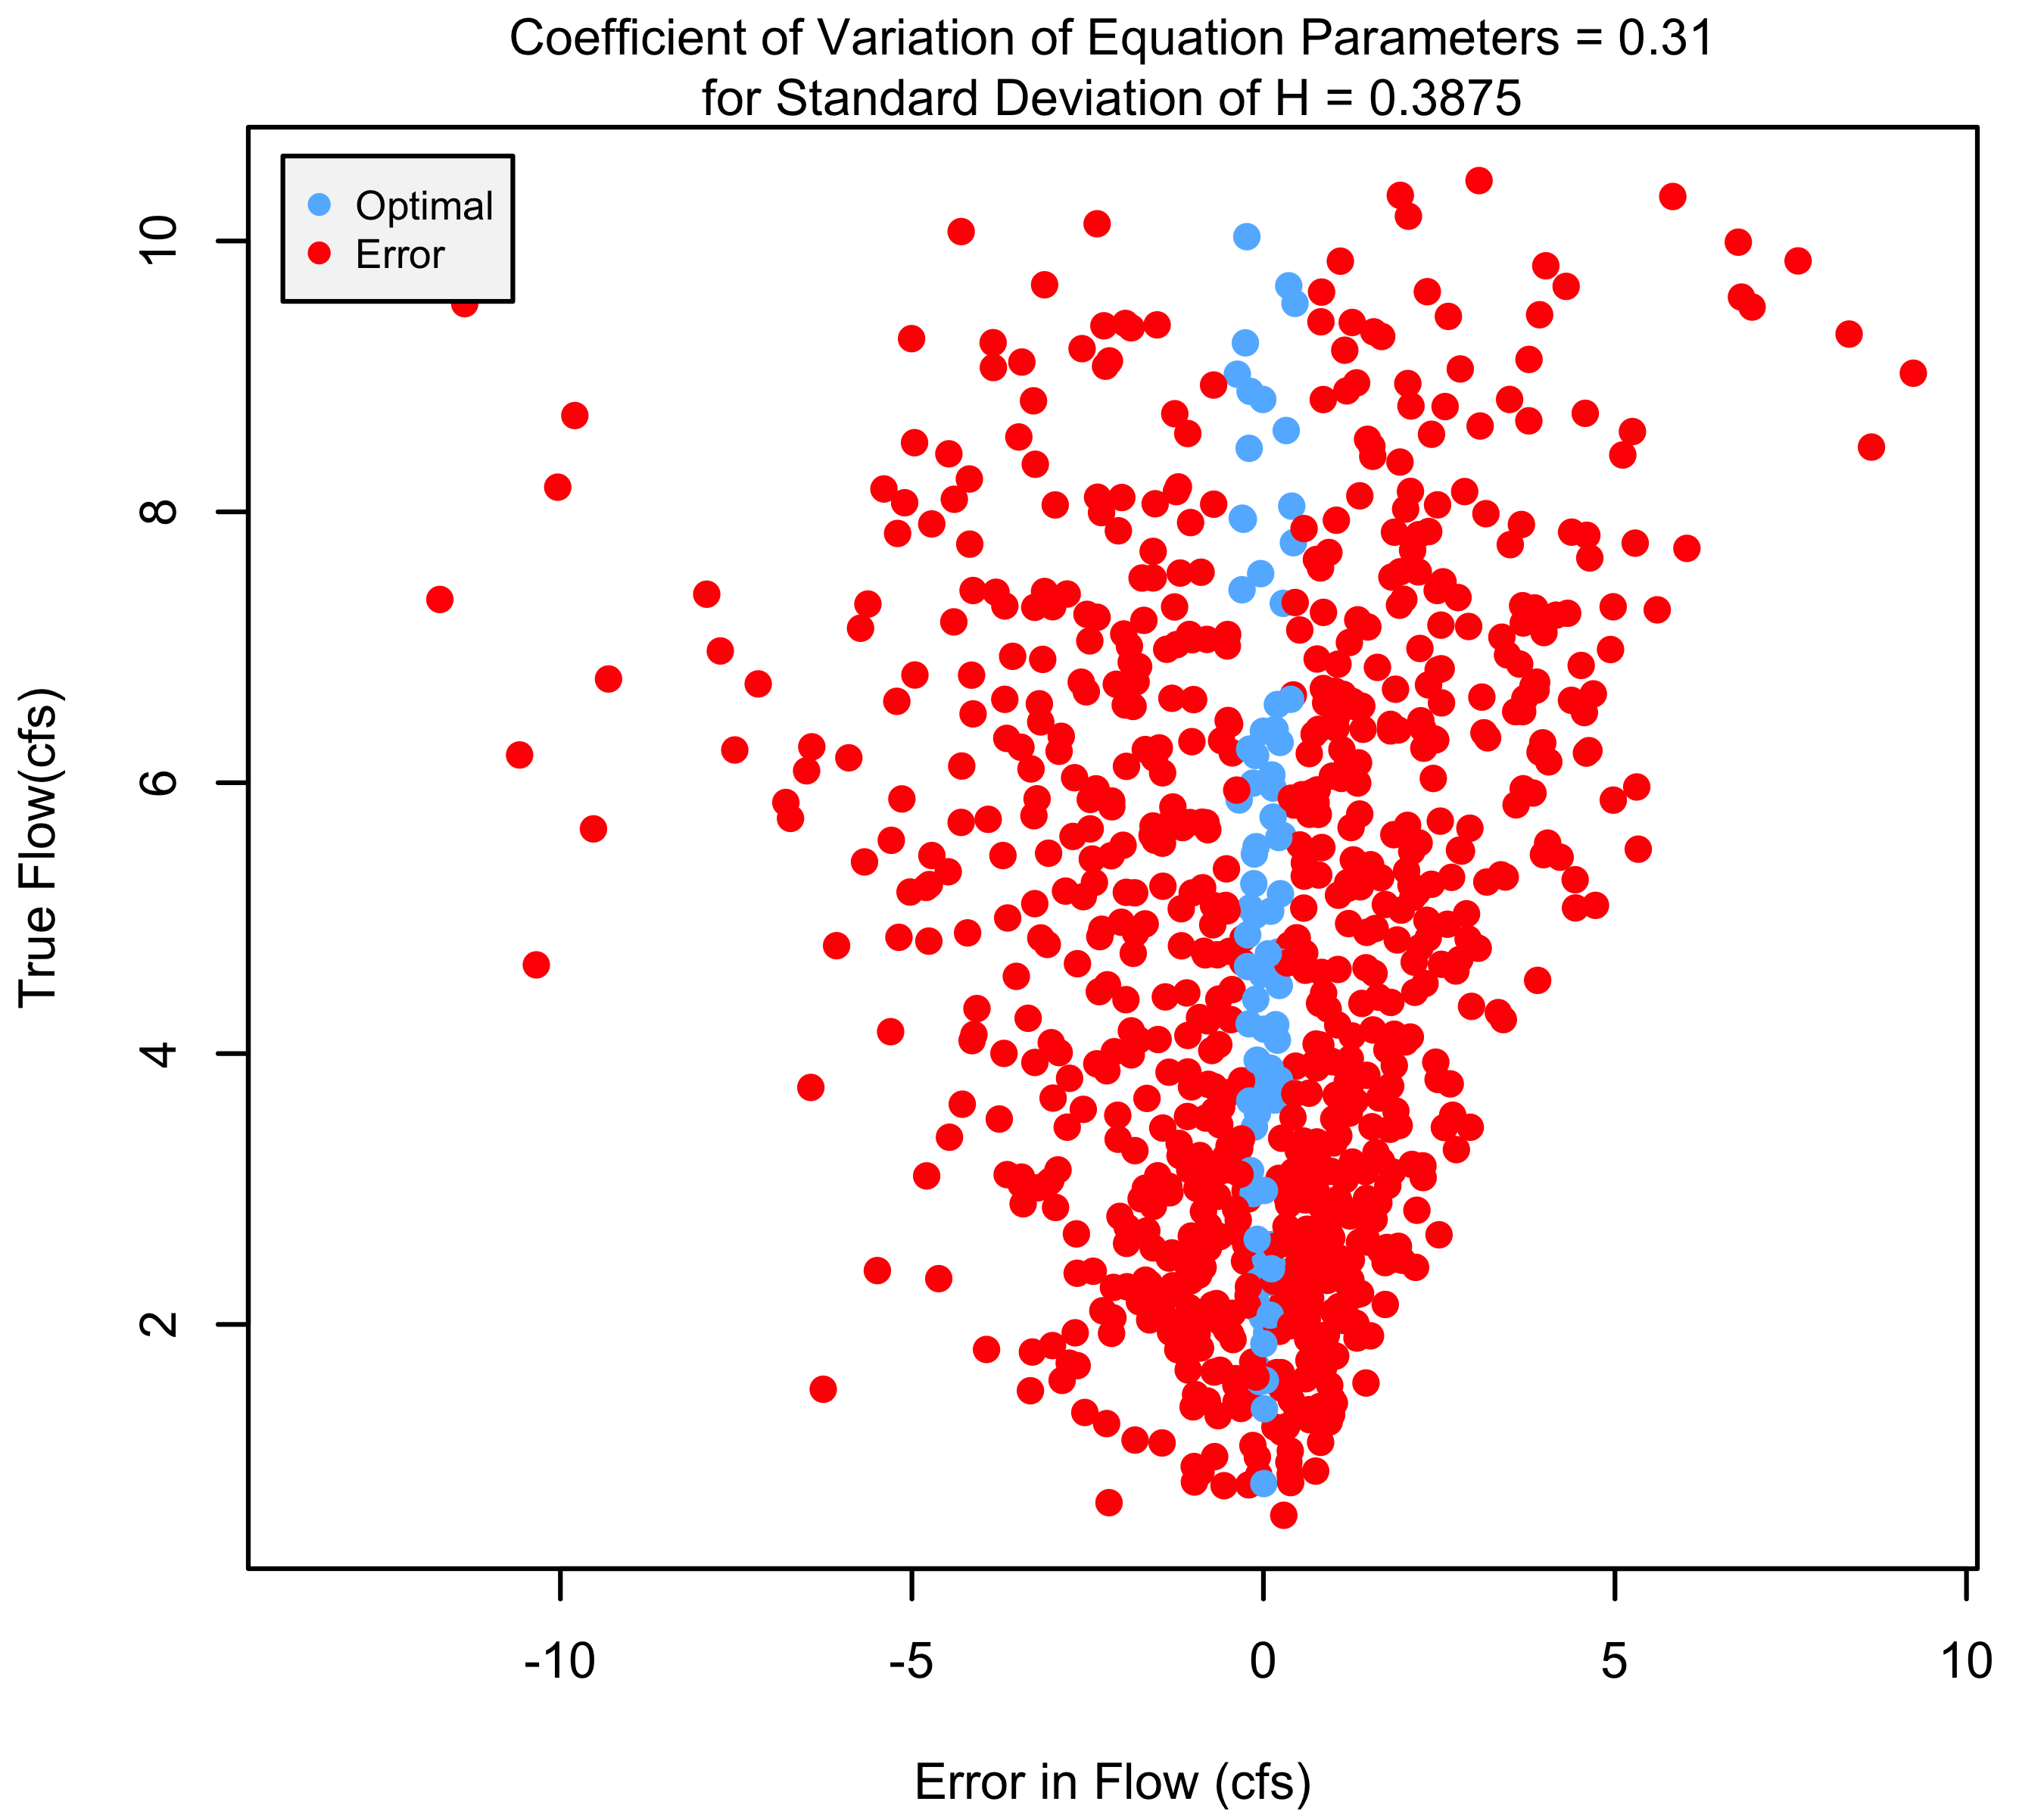 Coefficient of Variation of Equation Parameters = 0.31
for Standard Deviation of H = 0.3875
Optimal
Error
10
8
6
4
2
True Flow(cfs)
-10
-5
0
5
10
Error in Flow (cfs)